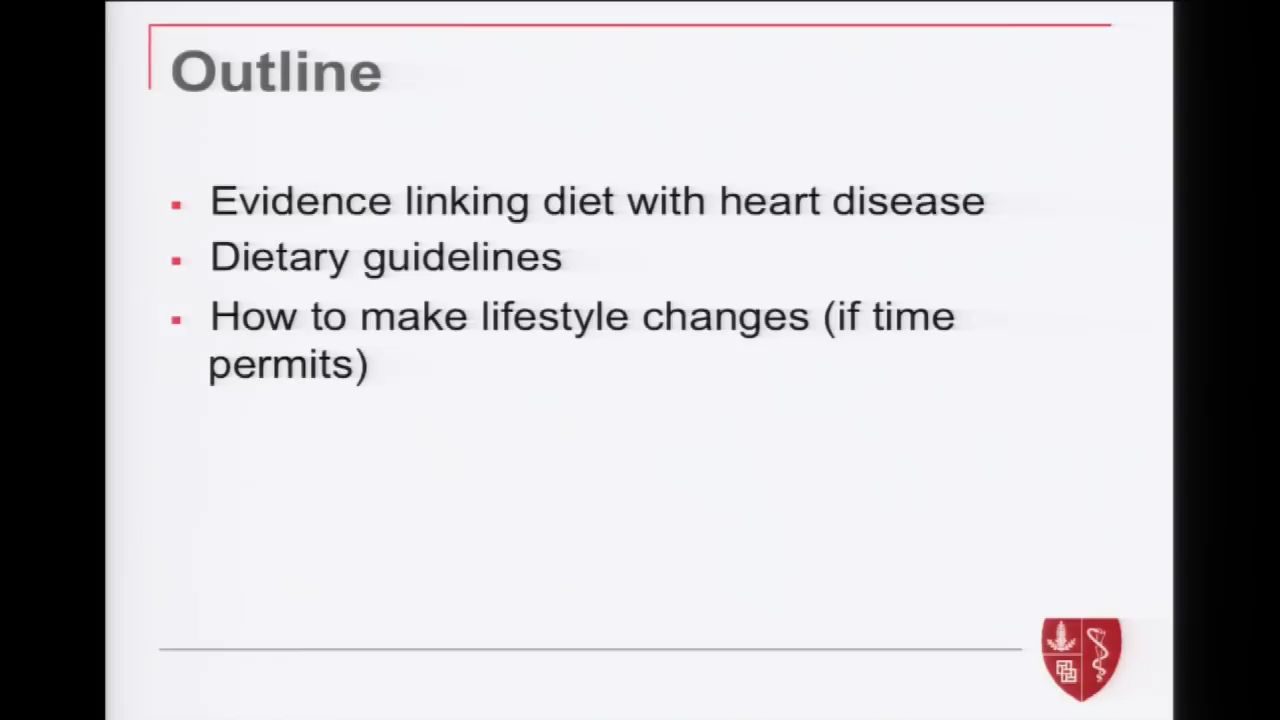 Outline
Evidence linking diet with heart disease
Dietary guidelines
How to make lifestyle changes (if time
permits)